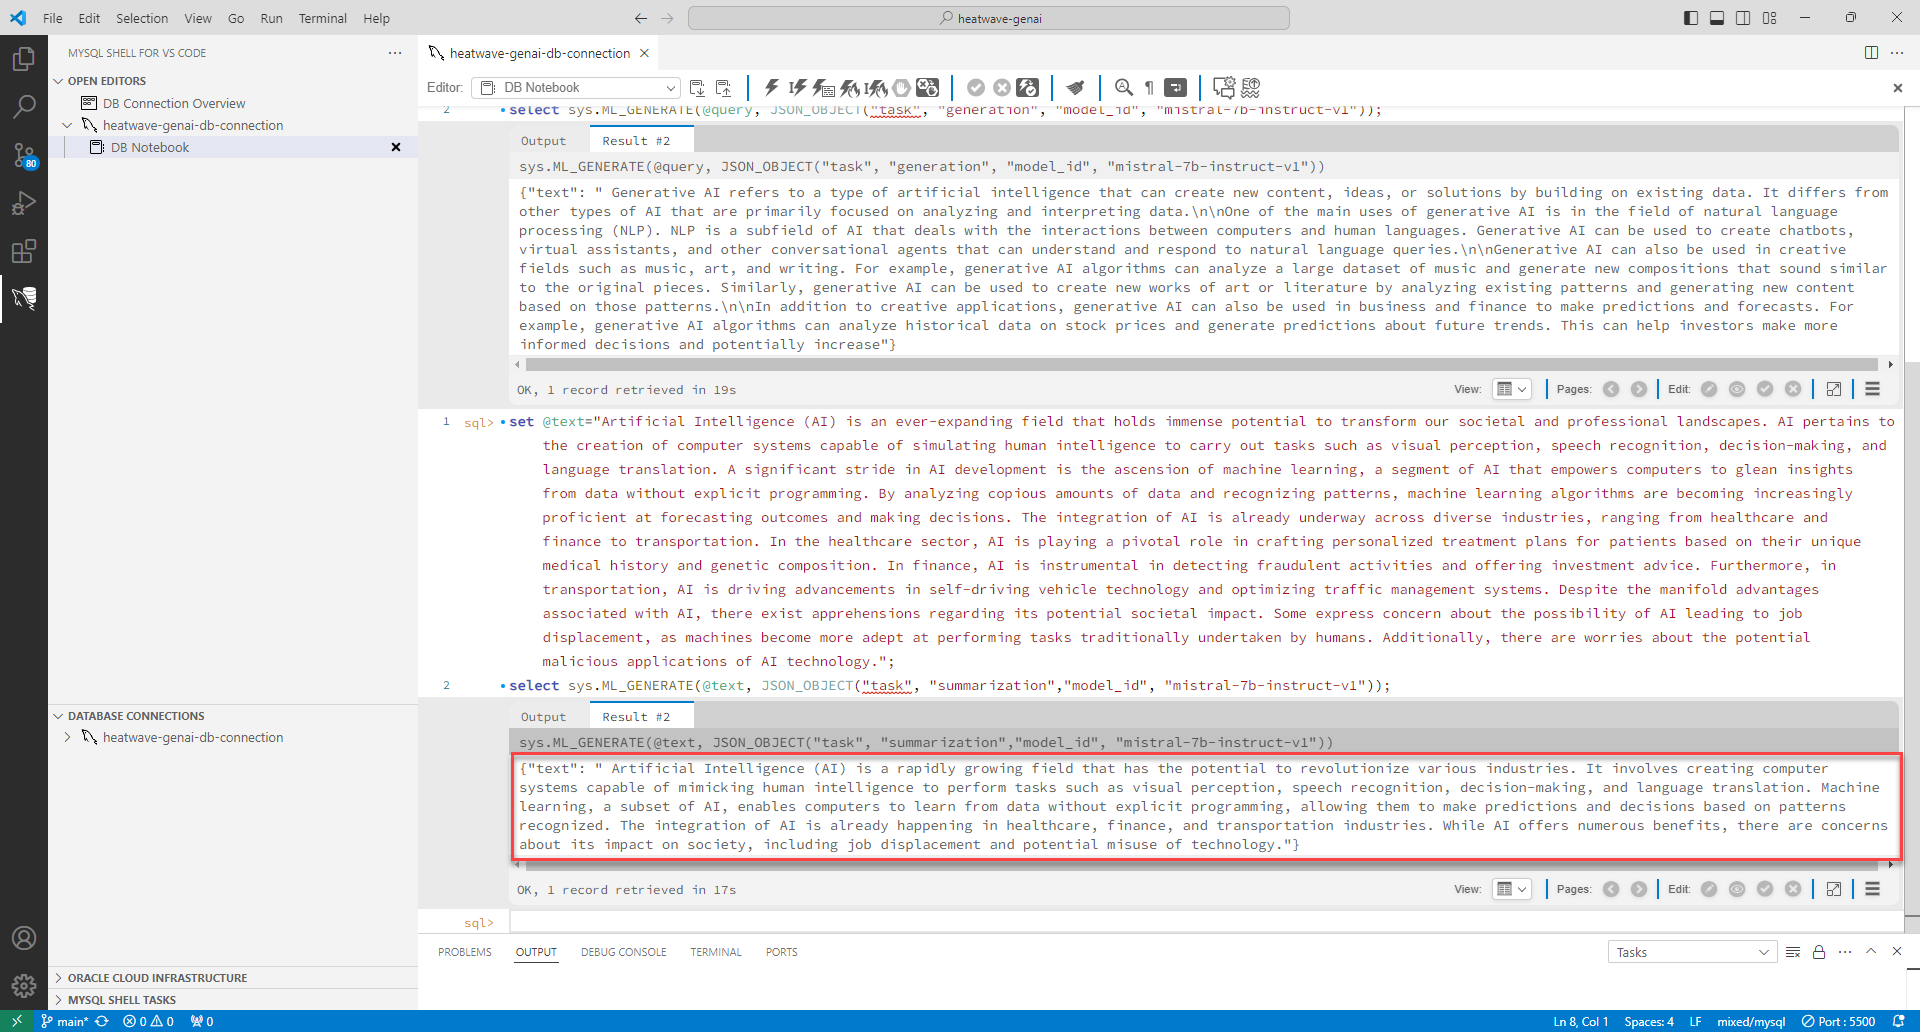 File Edit Selection View Go Run Terminal Help
heatwave-genai
MYSQL SHELL FOR VS CODE
OPEN EDITORS
DB Connection Overview
heatwave-genai-db-connection
DB Notebook
80
DATABASE CONNECTIONS
heatwave-genai-db-connection
ORACLE CLOUD INFRASTRUCTURE
MYSQL SHELL TASKS
heatwave-genai-db-connection
Editor: DB Notebook
2 select sys.ML_GENERATE(@query, JSON_OBJECT("task", "generation", "model_id", "mistral-7b-instruct-v1"));
Output Result #2
sys.ML_GENERATE(@query, JSON_OBJECT("task", "generation", "model_id", "mistral-7b-instruct-v1"))
{"text": " Generative AI refers to a type of artificial intelligence that can create new content, ideas, or solutions by building on existing data. It differs from
other types of AI that are primarily focused on analyzing and interpreting data.\n\nOne of the main uses of generative AI is in the field of natural language
processing (NLP). NLP is a subfield of AI that deals with the interactions between computers and human languages. Generative AI can be used to create chatbots,
virtual assistants, and other conversational agents that can understand and respond to natural language queries.\n\nGenerative AI can also be used in creative
fields such as music, art, and writing. For example, generative AI algorithms can analyze a large dataset of music and generate new compositions that sound similar
to the original pieces. Similarly, generative AI can be used to create new works of art or literature by analyzing existing patterns and generating new content
based on those patterns.\n\nIn addition to creative applications, generative AI can also be used in business and finance to make predictions and forecasts. For
example, generative AI algorithms can analyze historical data on stock prices and generate predictions about future trends. This can help investors make more
informed decisions and potentially increase"}
OK, 1 record retrieved in 19s
View: Pages: Edit:
1 sql> set @text="Artificial Intelligence (AI) is an ever-expanding field that holds immense potential to transform our societal and professional landscapes. AI pertains to
the creation of computer systems capable of simulating human intelligence to carry out tasks such as visual perception, speech recognition, decision-making, and
language translation. A significant stride in AI development is the ascension of machine learning, a segment of AI that empowers computers to glean insights
from data without explicit programming. By analyzing copious amounts of data and recognizing patterns, machine learning algorithms are becoming increasingly
proficient at forecasting outcomes and making decisions. The integration of AI is already underway across diverse industries, ranging from healthcare and
finance to transportation. In the healthcare sector, AI is playing a pivotal role in crafting personalized treatment plans for patients based on their unique
medical history and genetic composition. In finance, AI is instrumental in detecting fraudulent activities and offering investment advice. Furthermore, in
transportation, AI is driving advancements in self-driving vehicle technology and optimizing traffic management systems. Despite the manifold advantages
associated with AI, there exist apprehensions regarding its potential societal impact. Some express concern about the possibility of AI leading to job
displacement, as machines become more adept at performing tasks traditionally undertaken by humans. Additionally, there are worries about the potential
malicious applications of AI technology.";
2 select sys.ML_GENERATE(@text, JSON_OBJECT("task", "summarization","model_id", "mistral-7b-instruct-v1"));
Output Result #2
sys.ML_GENERATE(@text, JSON_OBJECT("task", "summarization","model_id", "mistral-7b-instruct-v1"))
{"text": " Artificial Intelligence (AI) is a rapidly growing field that has the potential to revolutionize various industries. It involves creating computer
systems capable of mimicking human intelligence to perform tasks such as visual perception, speech recognition, decision-making, and language translation. Machine
learning, a subset of AI, enables computers to learn from data without explicit programming, allowing them to make predictions and decisions based on patterns
recognized. The integration of AI is already happening in healthcare, finance, and transportation industries. While AI offers numerous benefits, there are concerns
about its impact on society, including job displacement and potential misuse of technology."}
OK, 1 record retrieved in 17s
View: Pages: Edit:
sql>
PROBLEMS OUTPUT DEBUG CONSOLE TERMINAL PORTS
Tasks
main* 0 0 0
Ln 8, Col 1 Spaces: 4 LF mixed/mysql Port : 5500